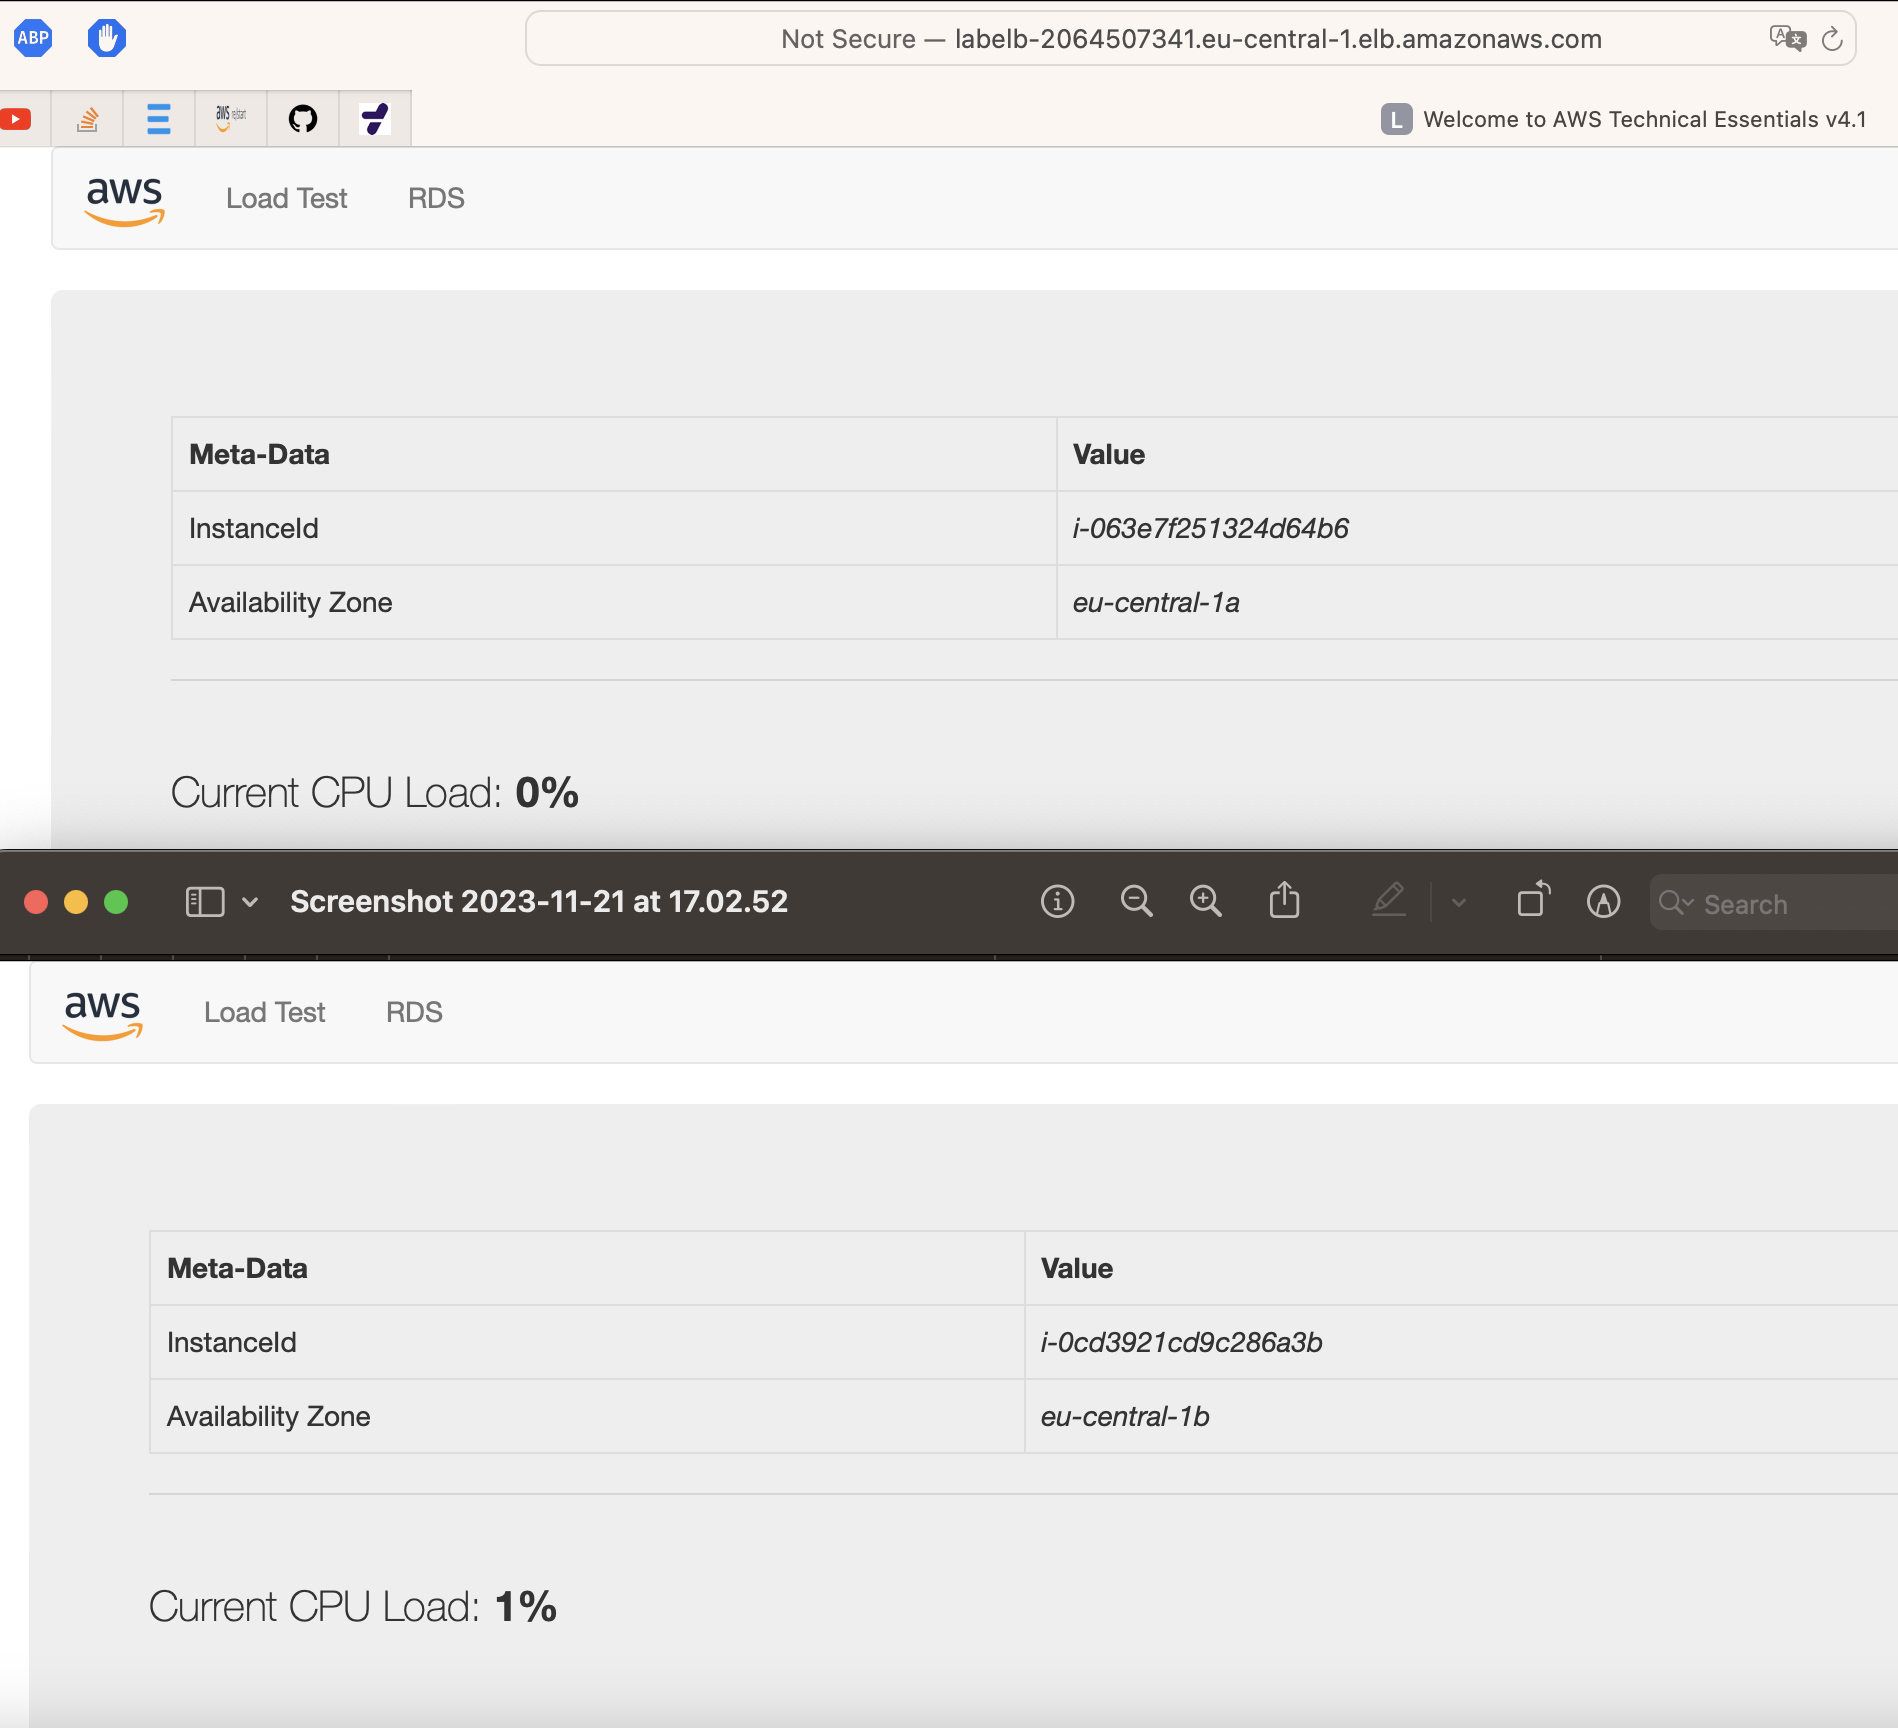 ABP
Not Secure — labelb-2064507341.eu-central-1.elb.amazonaws.com
aws
L Welcome to AWS Technical Essentials v4.1
aws Load Test RDS
Meta-Data Value
InstanceId i-063e7f251324d64b6
Availability Zone eu-central-1a
Current CPU Load: 0%
Screenshot 2023-11-21 at 17.02.52 Search
aws Load Test RDS
Meta-Data Value
InstanceId i-0cd3921cd9c286a3b
Availability Zone eu-central-1b
Current CPU Load: 1%